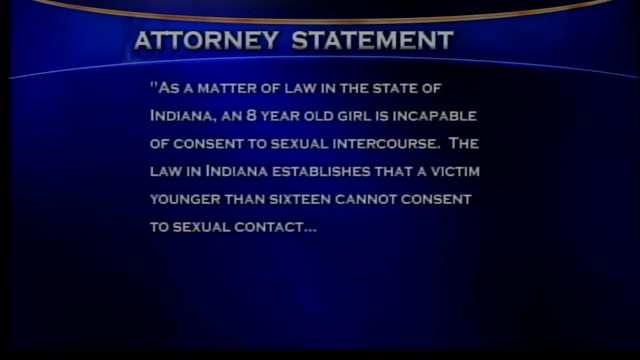 ATTORNEY STATEMENT
"AS A MATTER OF LAW IN THE STATE OF
INDIANA, AN 8 YEAR OLD GIRL IS INCAPABLE
OF CONSENT TO SEXUAL INTERCOURSE. THE
LAW IN INDIANA ESTABLISHES THAT A VICTIM
YOUNGER THAN SIXTEEN CANNOT CONSENT
TO SEXUAL CONTACT...